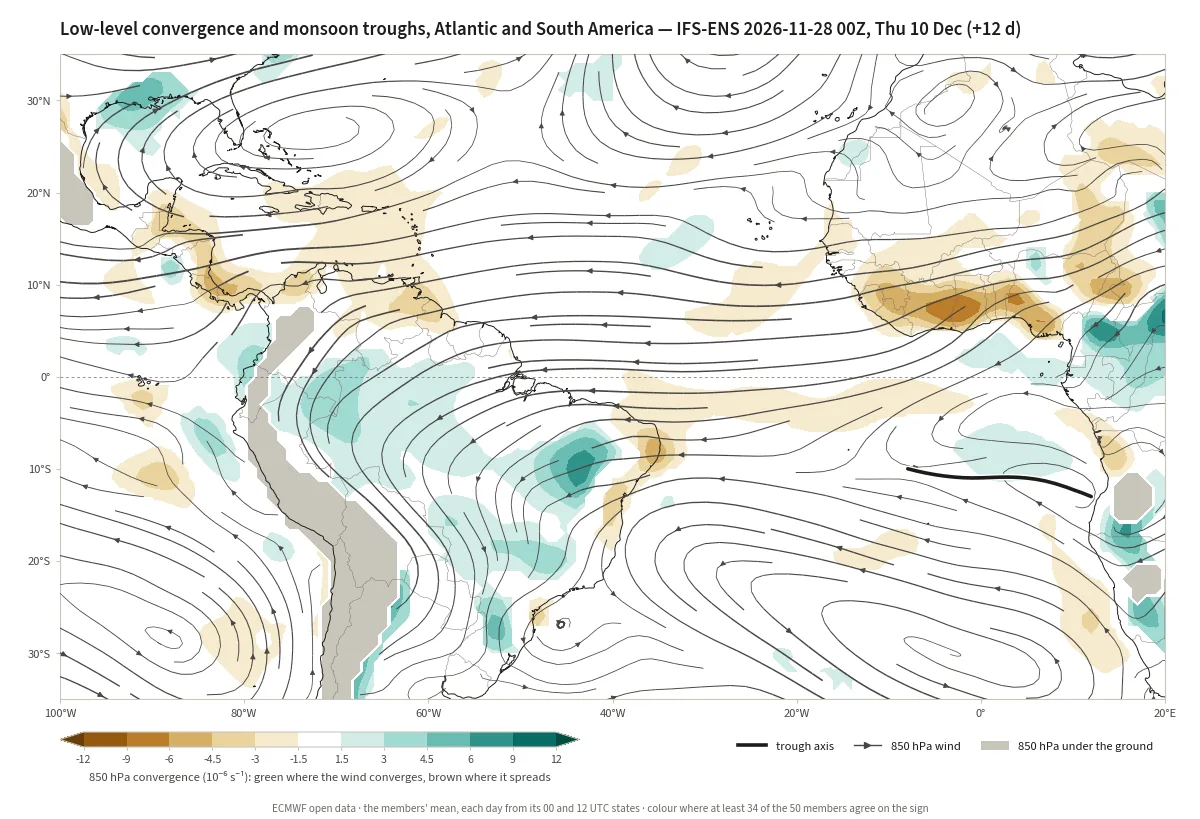 Low-level convergence and monsoon troughs, Atlantic and South America — IFS-ENS 2026-11-28 00Z, Thu 10 Dec (+12 d)
30°N
20°N
10°N
0°
10°S
20°S
30°S
100°W 80°W 60°W 40°W 20°W 0° 20°E
-12 -9 -6 -4.5 -3 -1.5 1.5 3 4.5 6 9 12
850 hPa convergence (10⁻⁶ s⁻¹): green where the wind converges, brown where it spreads
trough axis 850 hPa wind 850 hPa under the ground
ECMWF open data · the members' mean, each day from its 00 and 12 UTC states · colour where at least 34 of the 50 members agree on the sign